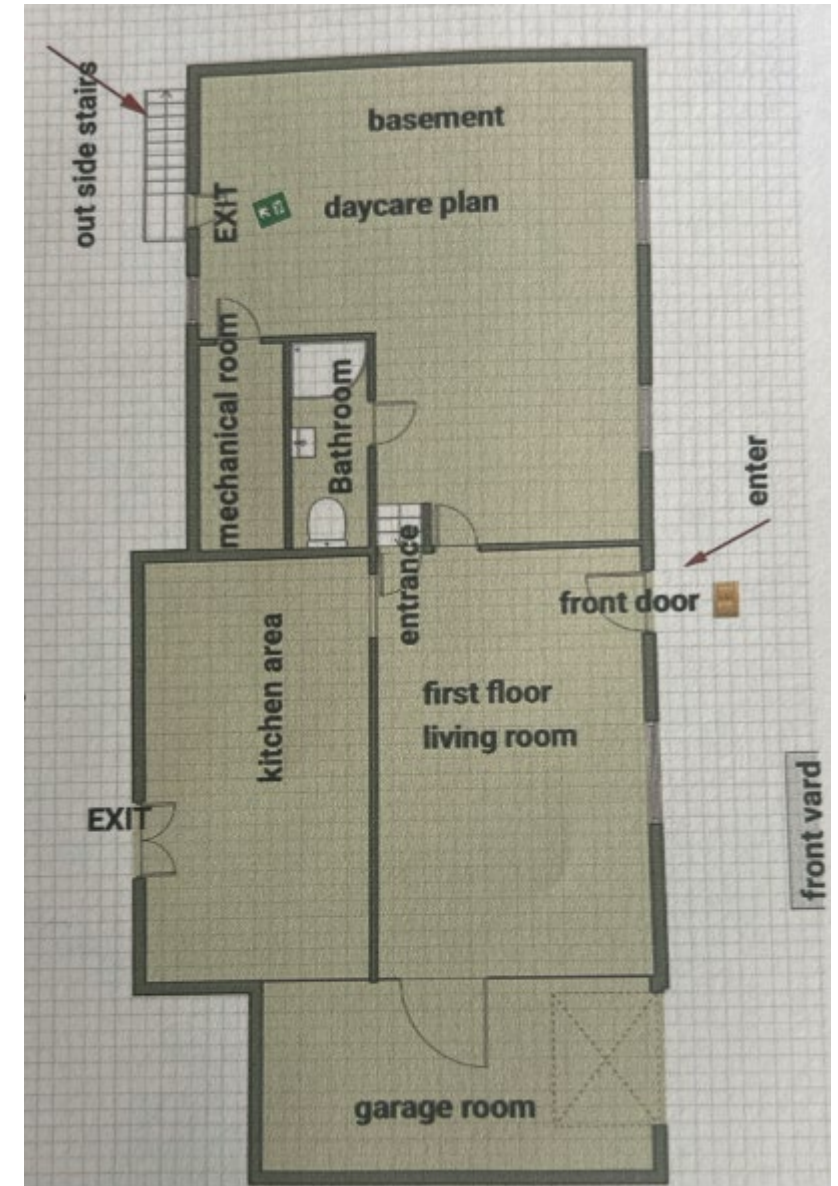 out side stairs
basement
EXIT
daycare plan
mechanical room
Bathroom
enter
entrance
front door
kitchen area
first floor
living room
EXIT
front yard
garage room